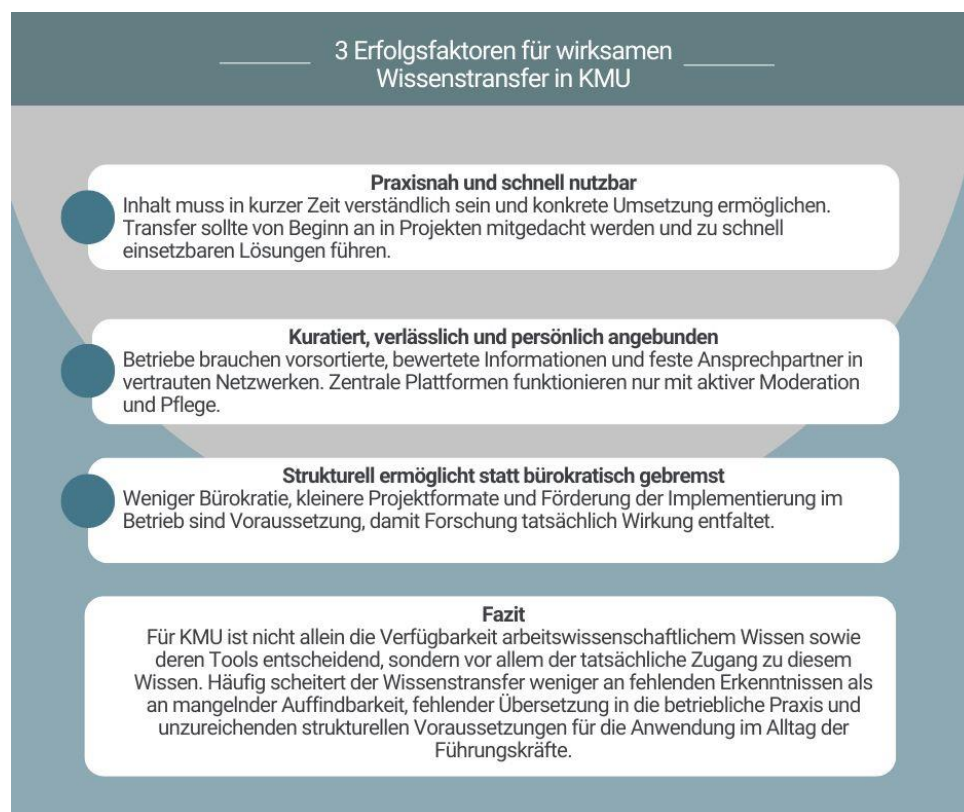 3 Erfolgsfaktoren für wirksamen
Wissenstransfer in KMU
Praxisnah und schnell nutzbar
Inhalt muss in kurzer Zeit verständlich sein und konkrete Umsetzung ermöglichen.
Transfer sollte von Beginn an in Projekten mitgedacht werden und zu schnell
einsetzbaren Lösungen führen.
Kuratiert, verlässlich und persönlich angebunden
Betriebe brauchen vorsortierte, bewertete Informationen und feste Ansprechpartner in
vertrauten Netzwerken. Zentrale Plattformen funktionieren nur mit aktiver Moderation
und Pflege.
Strukturell ermöglicht statt bürokratisch gebremst
Weniger Bürokratie, kleinere Projektformate und Förderung der Implementierung im
Betrieb sind Voraussetzung, damit Forschung tatsächlich Wirkung entfaltet.
Fazit
Für KMU ist nicht allein die Verfügbarkeit arbeitswissenschaftlichem Wissen sowie
deren Tools entscheidend, sondern vor allem der tatsächliche Zugang zu diesem
Wissen. Häufig scheitert der Wissenstransfer weniger an fehlenden Erkenntnissen als
an mangelnder Auffindbarkeit, fehlender Übersetzung in die betriebliche Praxis und
unzureichenden strukturellen Voraussetzungen für die Anwendung im Alltag der
Führungskräfte.